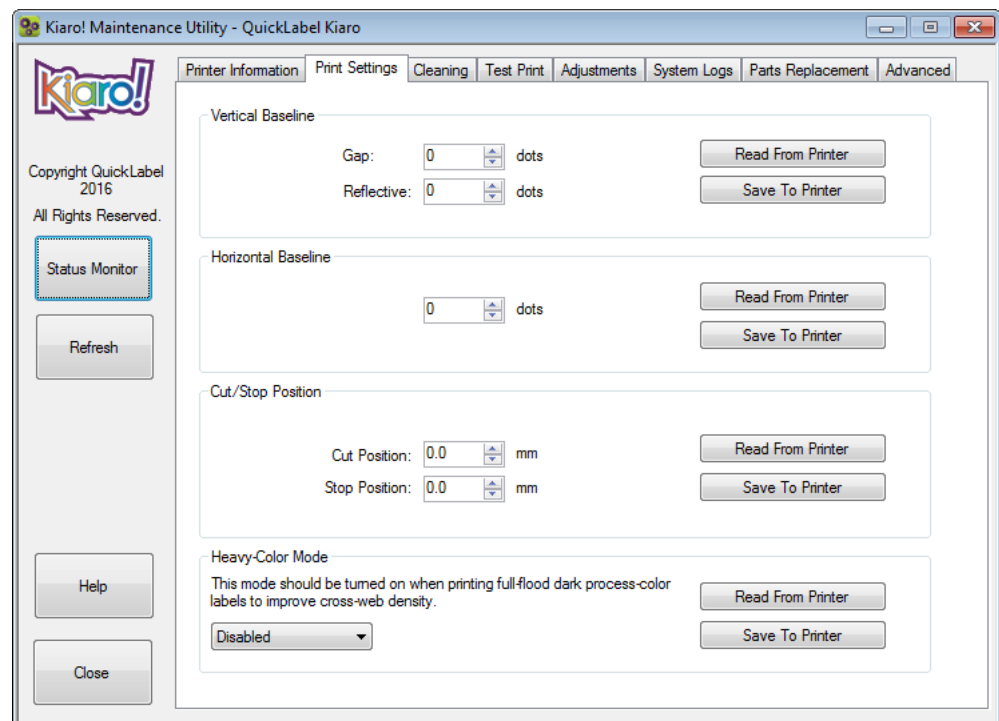 Kiaro! Maintenance Utility - QuickLabel Kiaro
Kiaro!
Copyright QuickLabel
2016
All Rights Reserved.
Status Monitor
Refresh
Help
Close
Printer Information Print Settings Cleaning Test Print Adjustments System Logs Parts Replacement Advanced
Vertical Baseline
Gap: 0 dots Read From Printer
Reflective: 0 dots Save To Printer
Horizontal Baseline
Read From Printer
0 dots
Save To Printer
Cut/Stop Position
Cut Position: 0.0 mm Read From Printer
Stop Position: 0.0 mm Save To Printer
Heavy-Color Mode
This mode should be turned on when printing full-flood dark process-color
labels to improve cross-web density.
Read From Printer
Disabled Save To Printer